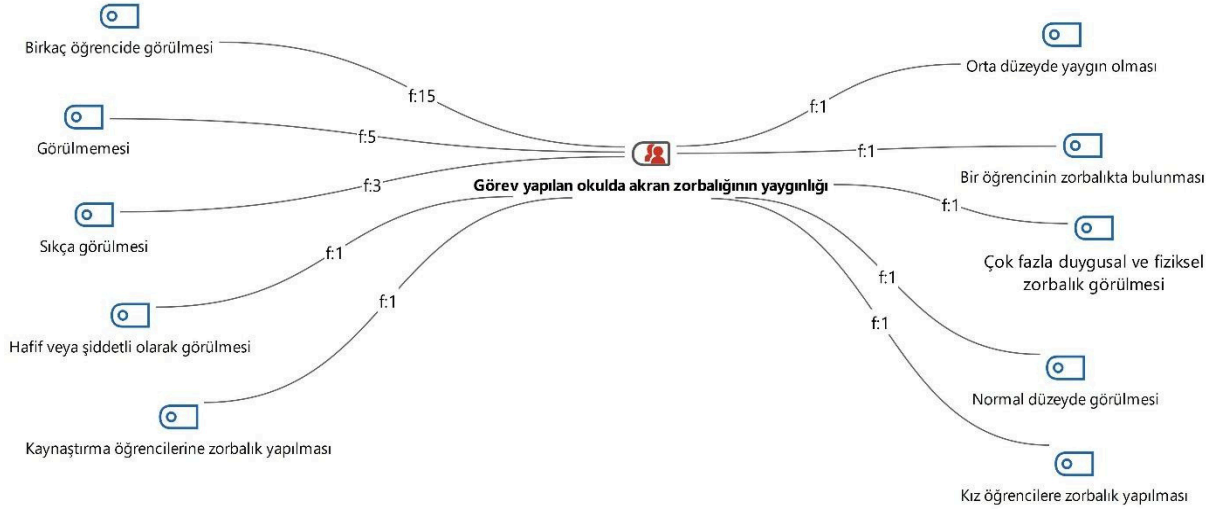 Birkaç öğrencide görülmesi
f:15
Görülmemesi
f:5
Sıkça görülmesi
f:3
Hafif veya şiddetli olarak görülmesi
f:1
Kaynaştırma öğrencilerine zorbalık yapılması
f:1
Görev yapılan okulda akran zorbalığının yaygınlığı
f:1
Orta düzeyde yaygın olması
f:1
Bir öğrencinin zorbalıkta bulunması
f:1
Çok fazla duygusal ve fiziksel
zorbalık görülmesi
f:1
Normal düzeyde görülmesi
f:1
Kız öğrencilere zorbalık yapılması